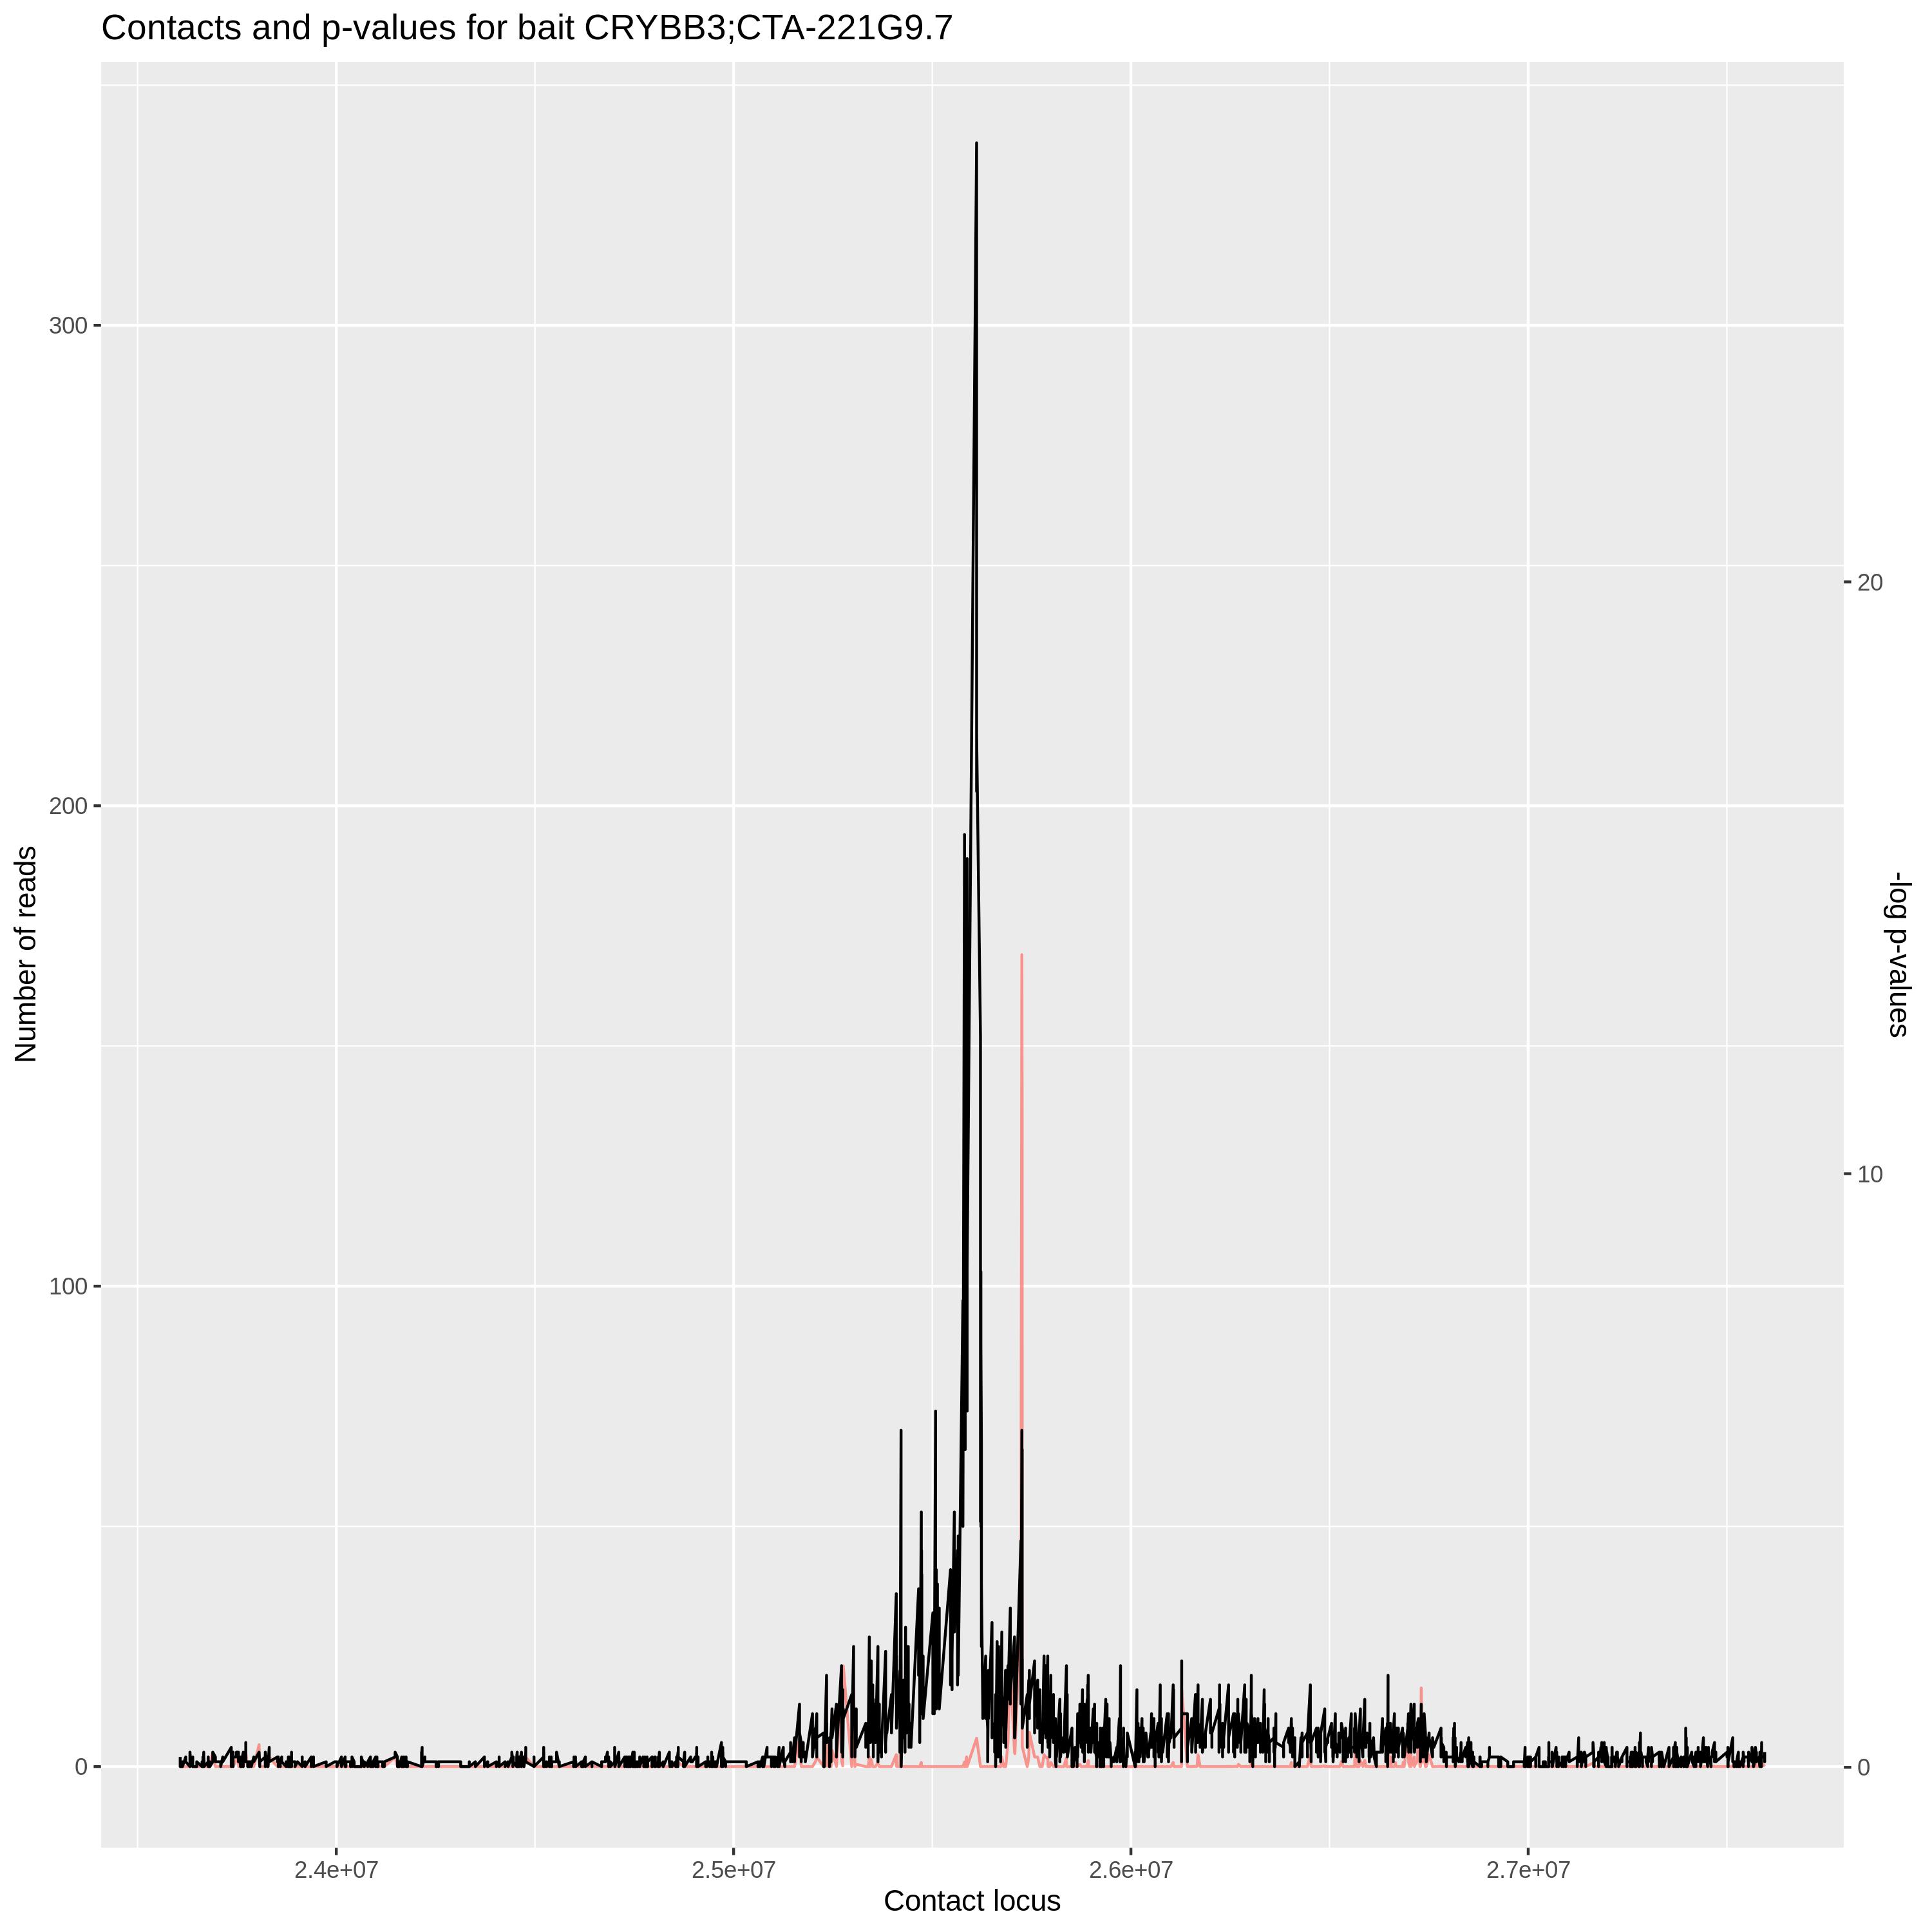 Contacts and p-values for bait CRYBB3;CTA-221G9.7
300
200
100
0
Number of reads
20
10
0
-log p-values
2.4e+07
2.5e+07
2.6e+07
2.7e+07
Contact locus